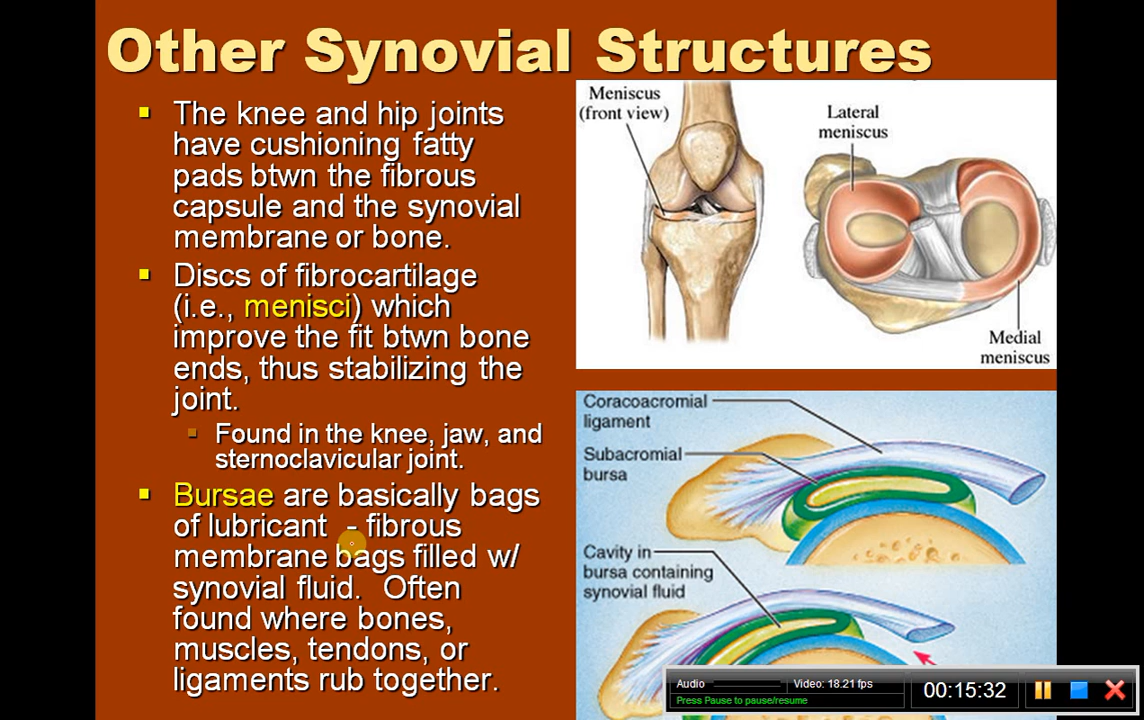 Other Synovial Structures
The knee and hip joints
have cushioning fatty
pads btwn the fibrous
capsule and the synovial
membrane or bone.
Discs of fibrocartilage
(i.e., menisci) which
improve the fit btwn bone
ends, thus stabilizing the
joint.
Found in the knee, jaw, and
sternoclavicular joint.
Bursae are basically bags
of lubricant - fibrous
membrane bags filled w/
synovial fluid. Often
found where bones,
muscles, tendons, or
ligaments rub together.
Meniscus
(front view)
Lateral
meniscus
Medial
meniscus
Coracoacromial
ligament
Subacromial
bursa
Cavity in
bursa containing
synovial fluid
Audio
Video: 18.21 fps
Press Pause to pause/resume
00:15:32